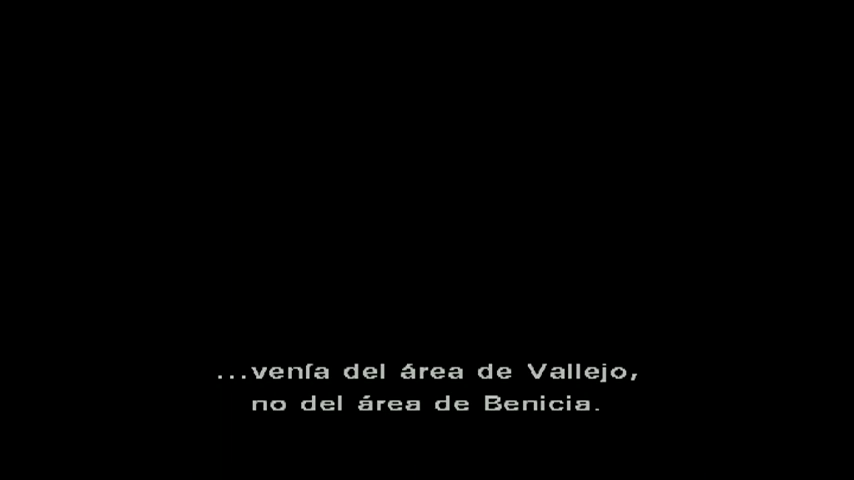 ...venía del área de Vallejo,
no del área de Benicia.